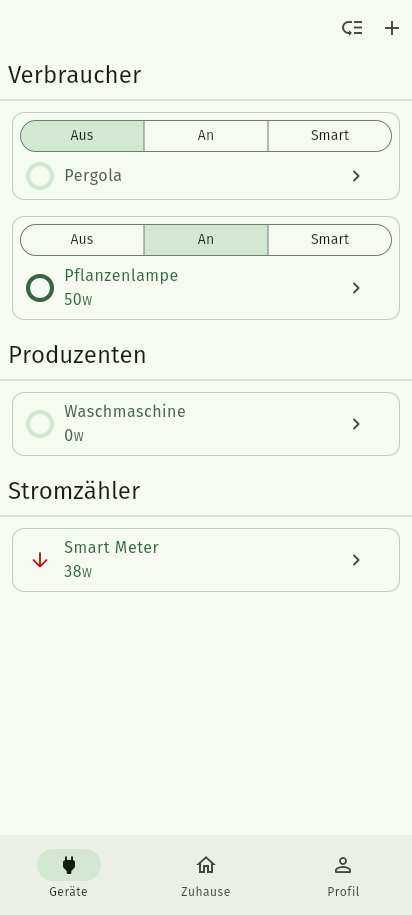 Verbraucher
Aus An Smart
Pergola
Aus An Smart
Pflanzenlampe
50W
Produzenten
Waschmaschine
0W
Stromzähler
Smart Meter
38W
Geräte Zuhause Profil